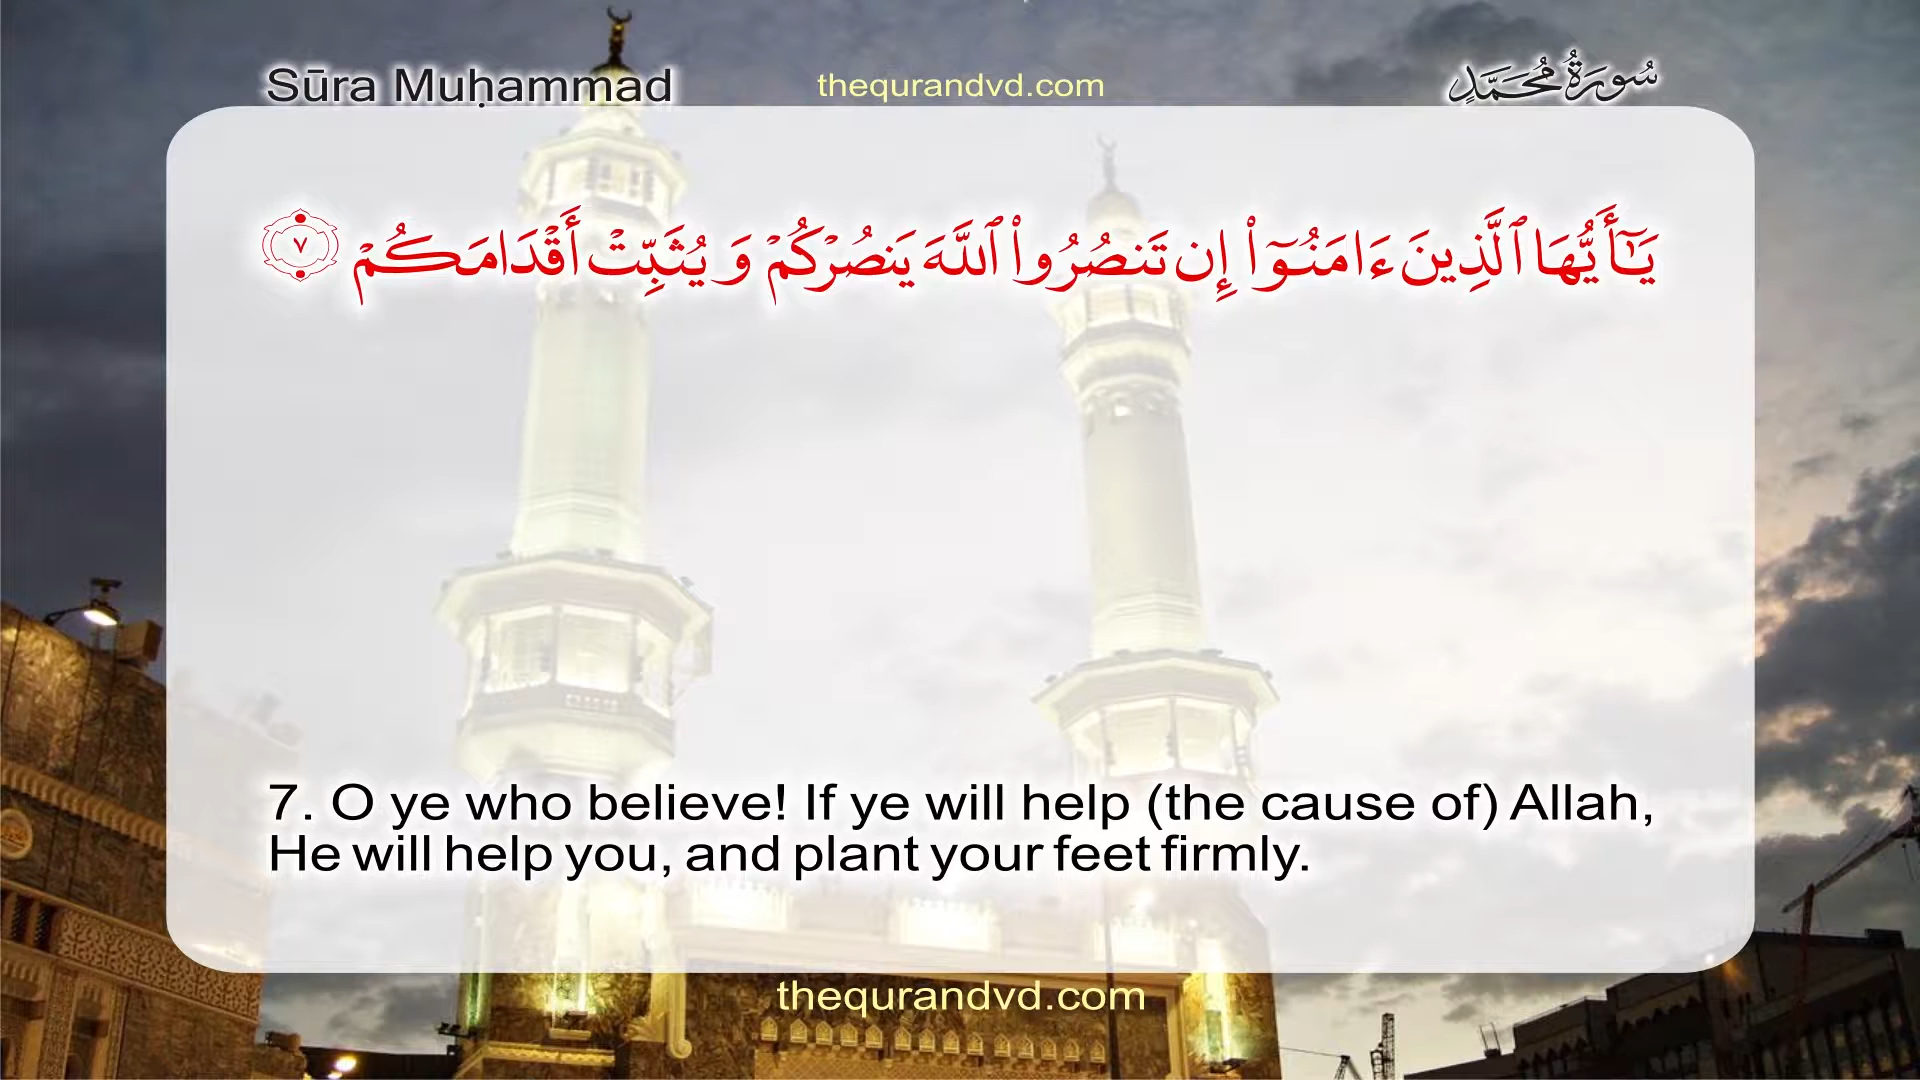 Sūra Muḥammad
thequrandvd.com
سُورَةُ مُحَمَّدٍ
يَـٰٓأَيُّهَا ٱلَّذِينَ ءَامَنُوٓا۟ إِن تَنصُرُوا۟ ٱللَّهَ يَنصُرْكُمْ وَيُثَبِّتْ أَقْدَامَكُمْ ٧
7. O ye who believe! If ye will help (the cause of) Allah,
He will help you, and plant your feet firmly.
thequrandvd.com